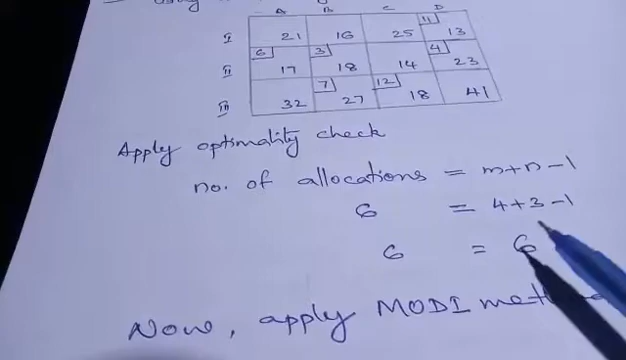 A B C D
I 21 16 25 11 13
II 6 17 3 18 14 4 23
III 32 7 27 12 18 41
Apply optimality check
no. of allocations = m+n-1
6 = 4+3-1
6 = 6
Now, apply MODI